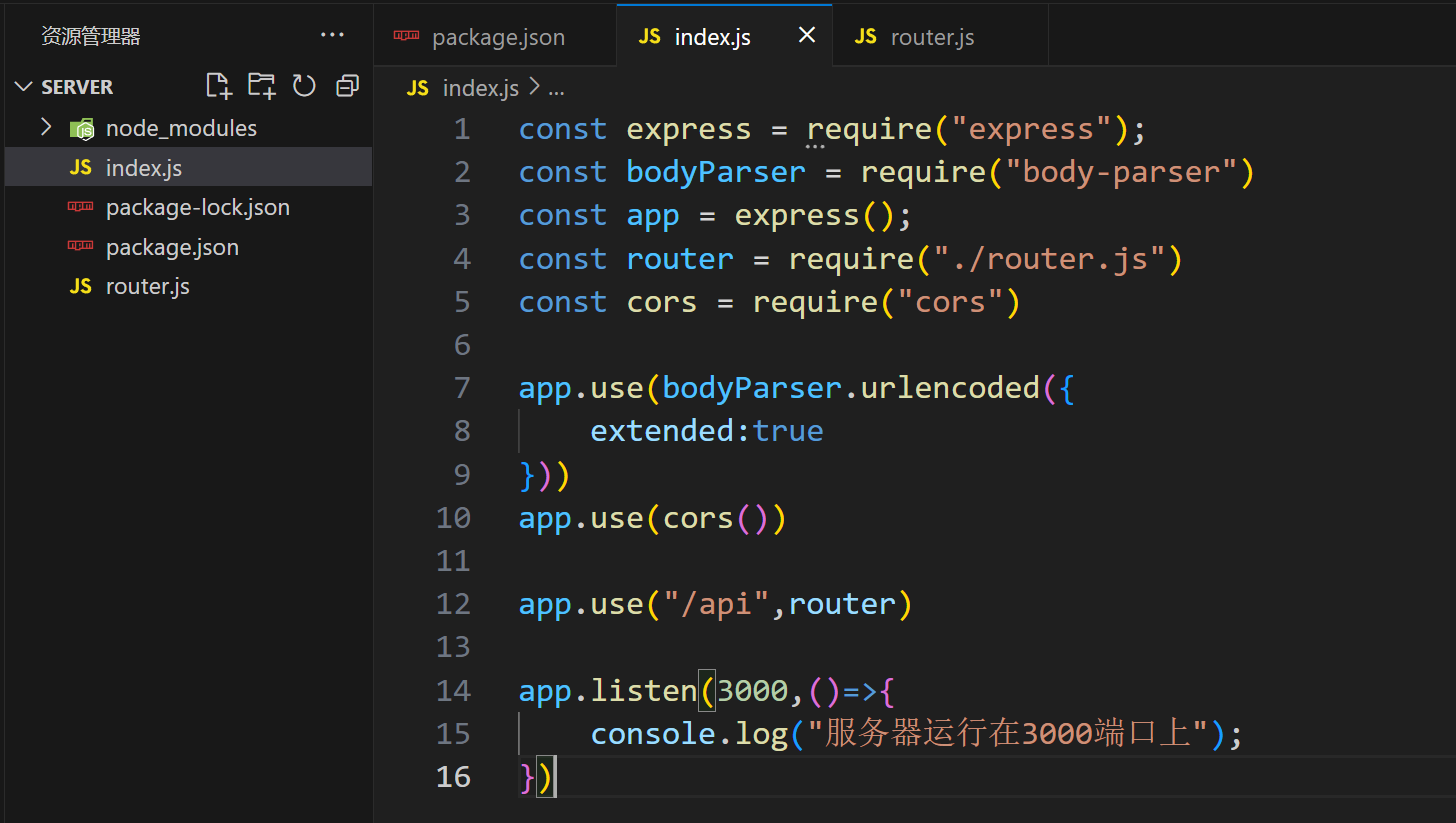 资源管理器 ...
SERVER
node_modules
JS index.js
package-lock.json
package.json
JS router.js
package.json
JS index.js
JS router.js
JS index.js > ...
1 const express = require("express");
2 const bodyParser = require("body-parser")
3 const app = express();
4 const router = require("./router.js")
5 const cors = require("cors")
6
7 app.use(bodyParser.urlencoded({
8     extended:true
9 }))
10 app.use(cors())
11
12 app.use("/api",router)
13
14 app.listen(3000,()=>{
15     console.log("服务器运行在3000端口上");
16 })